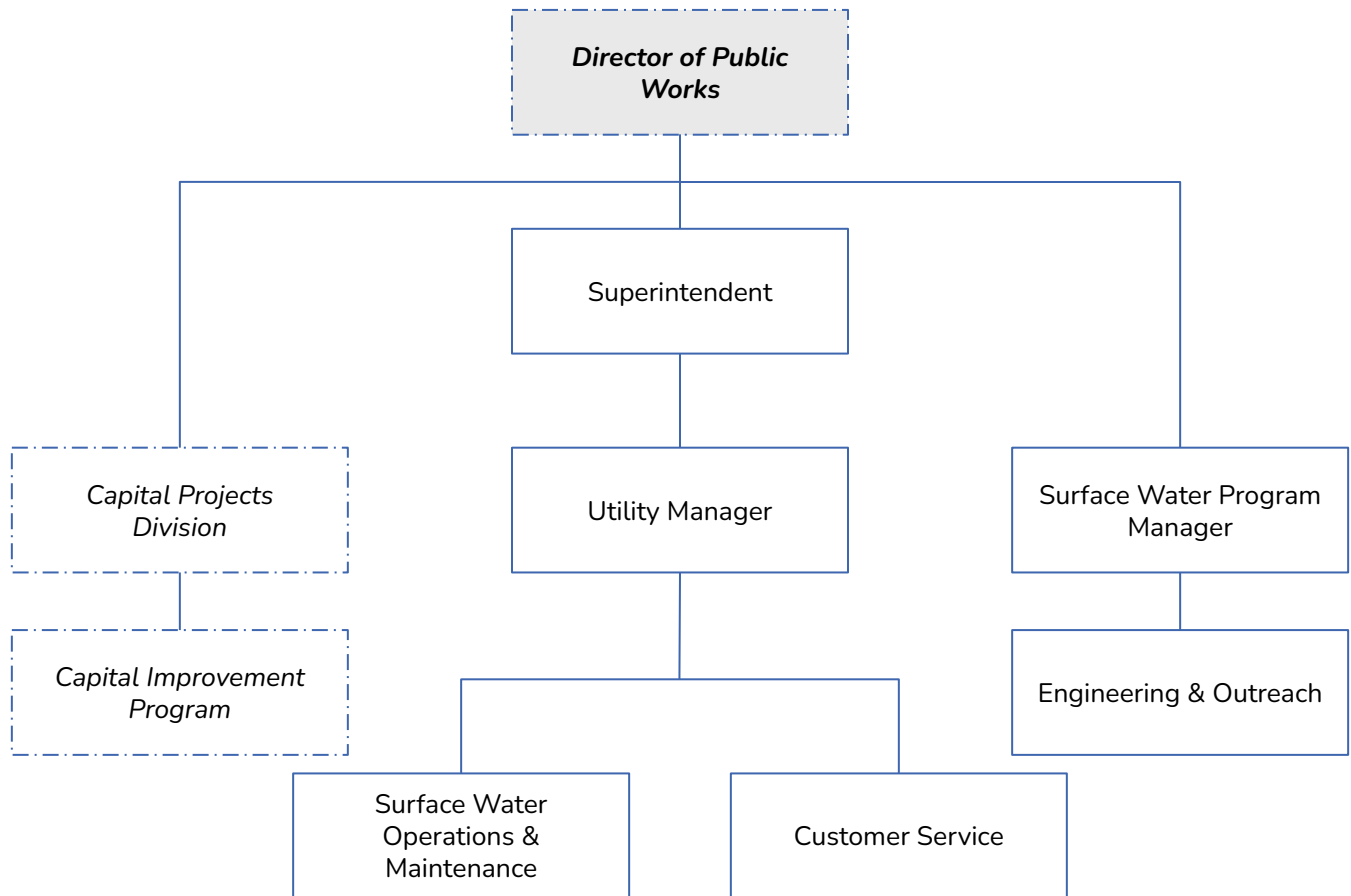 Director of Public
Works
Superintendent
Capital Projects
Division
Utility Manager
Surface Water Program
Manager
Capital Improvement
Program
Engineering & Outreach
Surface Water
Operations &
Maintenance
Customer Service